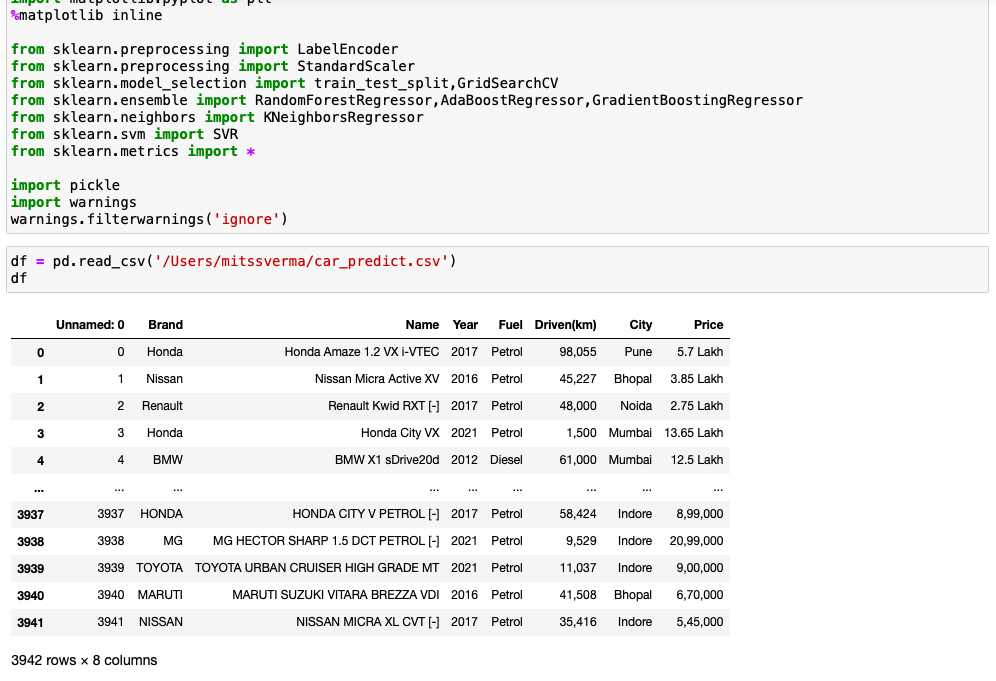 import matplotlib.pyplot as plt
%matplotlib inline
from sklearn.preprocessing import LabelEncoder
from sklearn.preprocessing import StandardScaler
from sklearn.model_selection import train_test_split,GridSearchCV
from sklearn.ensemble import RandomForestRegressor,AdaBoostRegressor,GradientBoostingRegressor
from sklearn.neighbors import KNeighborsRegressor
from sklearn.svm import SVR
from sklearn.metrics import *
import pickle
import warnings
warnings.filterwarnings('ignore')
df = pd.read_csv('/Users/mitssverma/car_predict.csv')
df
Unnamed: 0 Brand Name Year Fuel Driven(km) City Price
0 0 Honda Honda Amaze 1.2 VX i-VTEC 2017 Petrol 98,055 Pune 5.7 Lakh
1 1 Nissan Nissan Micra Active XV 2016 Petrol 45,227 Bhopal 3.85 Lakh
2 2 Renault Renault Kwid RXT [-] 2017 Petrol 48,000 Noida 2.75 Lakh
3 3 Honda Honda City VX 2021 Petrol 1,500 Mumbai 13.65 Lakh
4 4 BMW BMW X1 sDrive20d 2012 Diesel 61,000 Mumbai 12.5 Lakh
... ... ... ... ... ... ... ... ...
3937 3937 HONDA HONDA CITY V PETROL [-] 2017 Petrol 58,424 Indore 8,99,000
3938 3938 MG MG HECTOR SHARP 1.5 DCT PETROL [-] 2021 Petrol 9,529 Indore 20,99,000
3939 3939 TOYOTA TOYOTA URBAN CRUISER HIGH GRADE MT 2021 Petrol 11,037 Indore 9,00,000
3940 3940 MARUTI MARUTI SUZUKI VITARA BREZZA VDI 2016 Petrol 41,508 Bhopal 6,70,000
3941 3941 NISSAN NISSAN MICRA XL CVT [-] 2017 Petrol 35,416 Indore 5,45,000
3942 rows × 8 columns